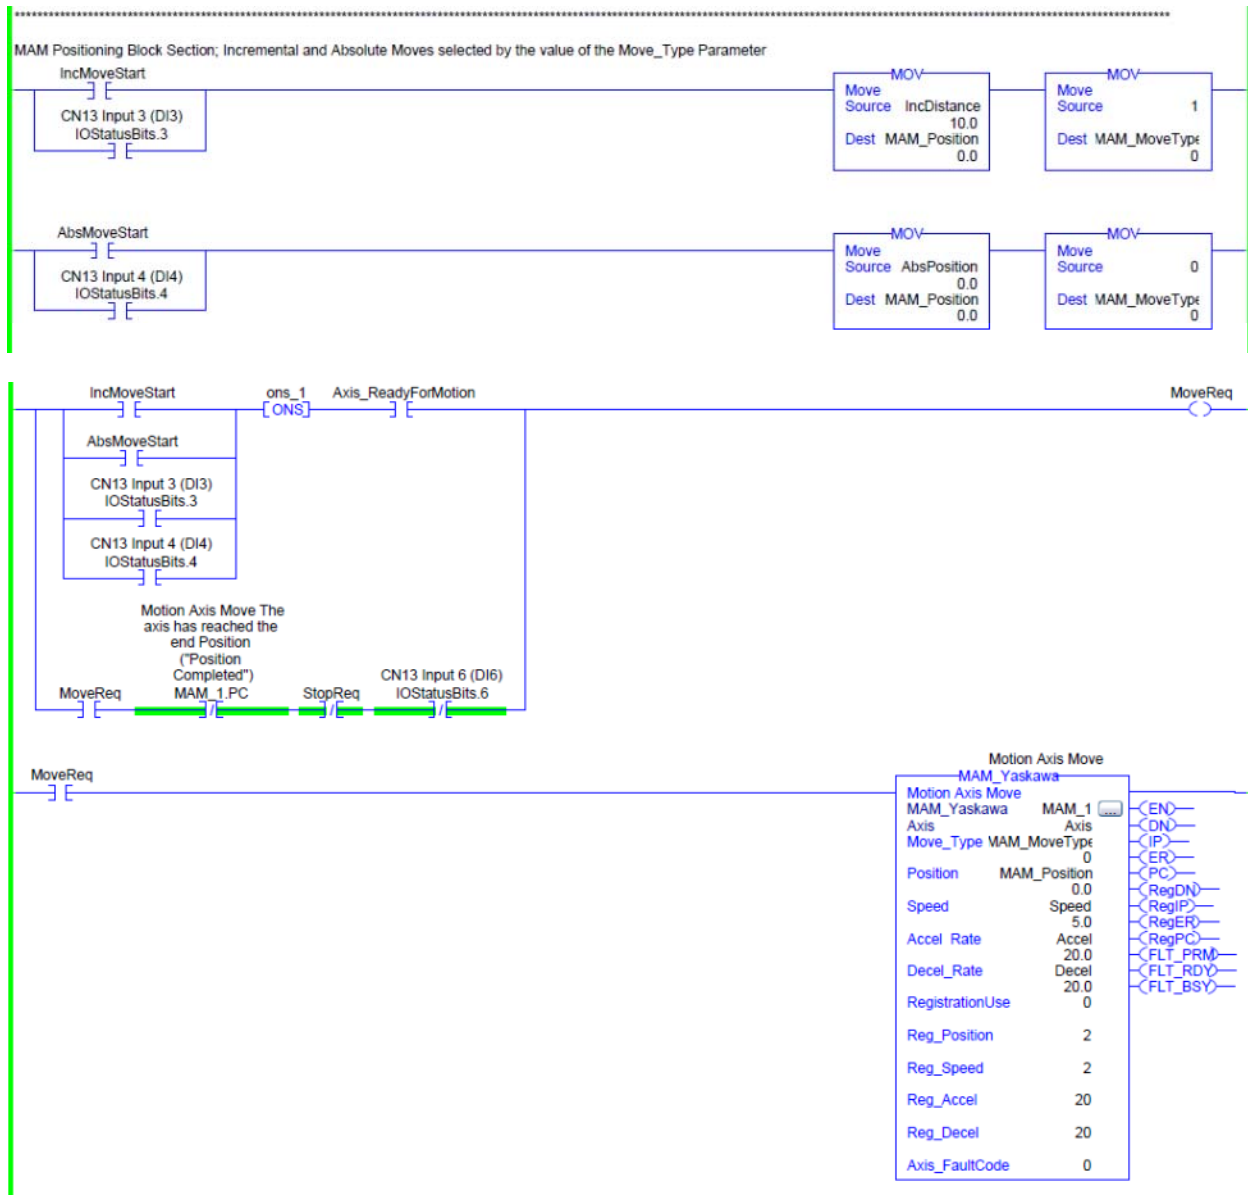 ********************************************************************************************************************************************************************************************************
MAM Positioning Block Section; Incremental and Absolute Moves selected by the value of the Move_Type Parameter
IncMoveStart
CN13 Input 3 (DI3)
IOStatusBits.3
MOV
Move
Source IncDistance
10.0
Dest MAM_Position
0.0
MOV
Move
Source 1
Dest MAM_MoveType
0
AbsMoveStart
CN13 Input 4 (DI4)
IOStatusBits.4
MOV
Move
Source AbsPosition
0.0
Dest MAM_Position
0.0
MOV
Move
Source 0
Dest MAM_MoveType
0
IncMoveStart
ons_1
ONS
Axis_ReadyForMotion
MoveReq
AbsMoveStart
CN13 Input 3 (DI3)
IOStatusBits.3
CN13 Input 4 (DI4)
IOStatusBits.4
Motion Axis Move The
axis has reached the
end Position
("Position
Completed")
MAM_1.PC
MoveReq
StopReq
CN13 Input 6 (DI6)
IOStatusBits.6
MoveReq
Motion Axis Move
MAM_Yaskawa
Motion Axis Move
MAM_Yaskawa MAM_1 ...
Axis Axis
Move_Type MAM_MoveType
0
Position MAM_Position
0.0
Speed Speed
5.0
Accel_Rate Accel
20.0
Decel_Rate Decel
20.0
RegistrationUse 0
Reg_Position 2
Reg_Speed 2
Reg_Accel 20
Reg_Decel 20
Axis_FaultCode 0
EN
DN
IP
ER
PC
RegDN
RegIP
RegER
RegPC
FLT_PRM
FLT_RDY
FLT_BSY